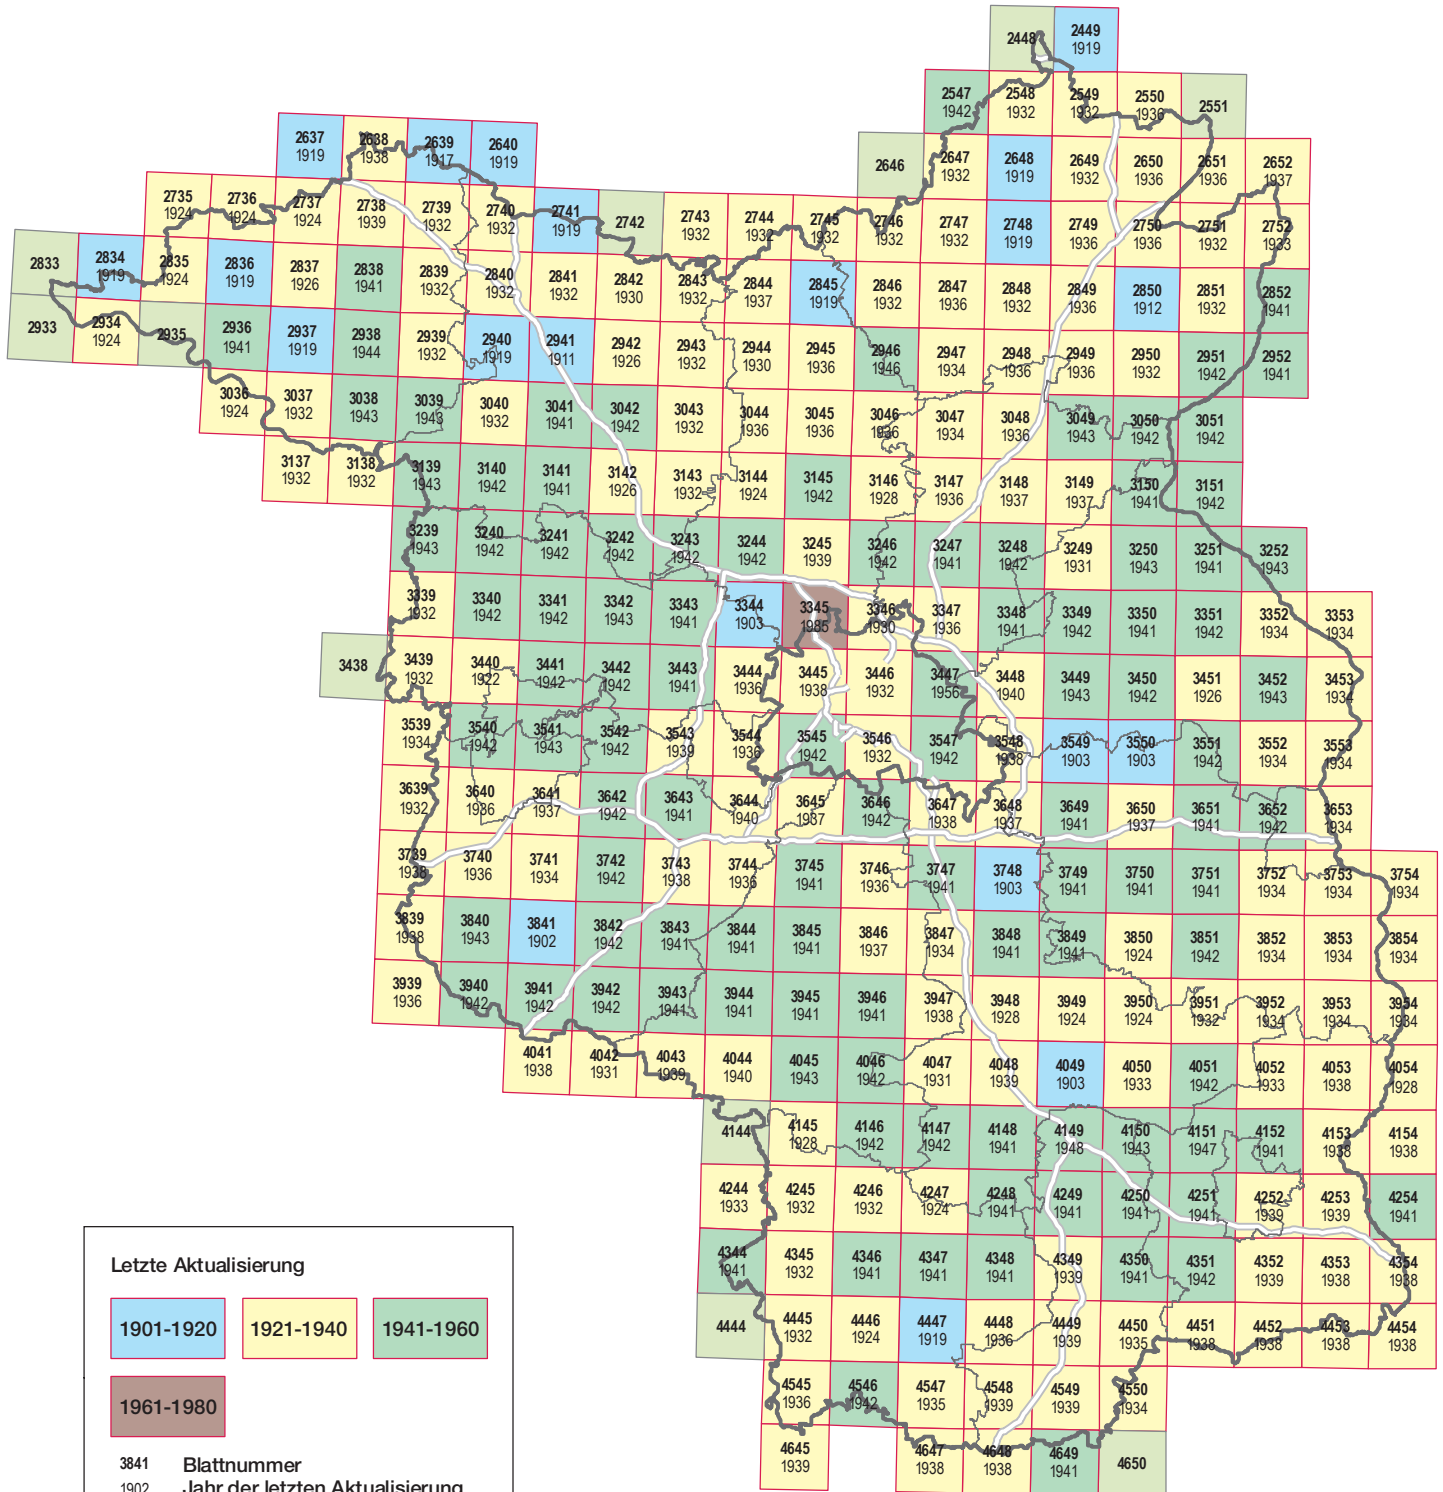 2448 2449
1919
2547 2548 2549 2550 2551
1942 1932 1932 1936
2637 2638 2639 2640 2646 2647 2648 2649 2650 2651 2652
1919 1938 1917 1919 1932 1919 1932 1936 1936 1937
2735 2736 2737 2738 2739 2740 2741 2742 2743 2744 2745 2746 2747 2748 2749 2750 2751 2752
1924 1924 1924 1939 1932 1932 1919 1932 1932 1932 1932 1932 1919 1936 1936 1932 1933
2833 2834 2835 2836 2837 2838 2839 2840 2841 2842 2843 2844 2845 2846 2847 2848 2849 2850 2851 2852
1919 1924 1919 1926 1941 1932 1932 1932 1930 1932 1937 1919 1932 1936 1932 1936 1912 1932 1941
2933 2934 2935 2936 2937 2938 2939 2940 2941 2942 2943 2944 2945 2946 2947 2948 2949 2950 2951 2952
1924 1941 1919 1944 1932 1919 1911 1926 1932 1930 1936 1946 1934 1936 1936 1932 1942 1941
3036 3037 3038 3039 3040 3041 3042 3043 3044 3045 3046 3047 3048 3049 3050 3051
1924 1932 1943 1943 1932 1941 1942 1932 1936 1936 1936 1934 1936 1943 1942 1942
3137 3138 3139 3140 3141 3142 3143 3144 3145 3146 3147 3148 3149 3150 3151
1932 1932 1943 1942 1941 1926 1932 1924 1942 1928 1936 1937 1937 1941 1942
3239 3240 3241 3242 3243 3244 3245 3246 3247 3248 3249 3250 3251 3252
1943 1942 1942 1942 1942 1942 1939 1942 1941 1942 1931 1943 1941 1943
3339 3340 3341 3342 3343 3344 3345 3346 3347 3348 3349 3350 3351 3352 3353
1932 1942 1942 1943 1941 1903 1985 1930 1936 1941 1942 1941 1942 1934 1934
3438 3439 3440 3441 3442 3443 3444 3445 3446 3447 3448 3449 3450 3451 3452 3453
1932 1922 1942 1942 1941 1936 1938 1932 1956 1940 1943 1942 1926 1943 1934
3539 3540 3541 3542 3543 3544 3545 3546 3547 3548 3549 3550 3551 3552 3553
1934 1942 1943 1942 1939 1936 1942 1932 1942 1938 1903 1903 1942 1934 1934
3639 3640 3641 3642 3643 3644 3645 3646 3647 3648 3649 3650 3651 3652 3653
1932 1936 1937 1942 1941 1940 1937 1942 1938 1937 1941 1937 1941 1942 1934
3739 3740 3741 3742 3743 3744 3745 3746 3747 3748 3749 3750 3751 3752 3753 3754
1938 1936 1934 1942 1938 1936 1941 1936 1941 1903 1941 1941 1941 1934 1934 1934
3839 3840 3841 3842 3843 3844 3845 3846 3847 3848 3849 3850 3851 3852 3853 3854
1938 1943 1902 1942 1941 1941 1941 1937 1934 1941 1941 1924 1942 1934 1934 1934
3939 3940 3941 3942 3943 3944 3945 3946 3947 3948 3949 3950 3951 3952 3953 3954
1936 1942 1942 1942 1941 1941 1941 1941 1938 1928 1924 1924 1932 1934 1934 1934
4041 4042 4043 4044 4045 4046 4047 4048 4049 4050 4051 4052 4053 4054
1938 1931 1939 1940 1943 1942 1931 1939 1903 1933 1942 1933 1938 1928
4144 4145 4146 4147 4148 4149 4150 4151 4152 4153 4154
1928 1942 1942 1941 1948 1943 1947 1941 1938 1938
4244 4245 4246 4247 4248 4249 4250 4251 4252 4253 4254
1933 1932 1932 1924 1941 1941 1941 1941 1939 1939 1941
4344 4345 4346 4347 4348 4349 4350 4351 4352 4353 4354
1941 1932 1941 1941 1941 1939 1941 1942 1939 1938 1938
4444 4445 4446 4447 4448 4449 4450 4451 4452 4453 4454
1932 1924 1919 1936 1939 1935 1938 1938 1938 1938
4545 4546 4547 4548 4549 4550
1936 1942 1935 1939 1939 1934
4645 4647 4648 4649 4650
1939 1938 1938 1941
Letzte Aktualisierung
1901-1920 1921-1940 1941-1960
1961-1980
3841 Blattnummer
1902 Jahr der letzten Aktualisierung